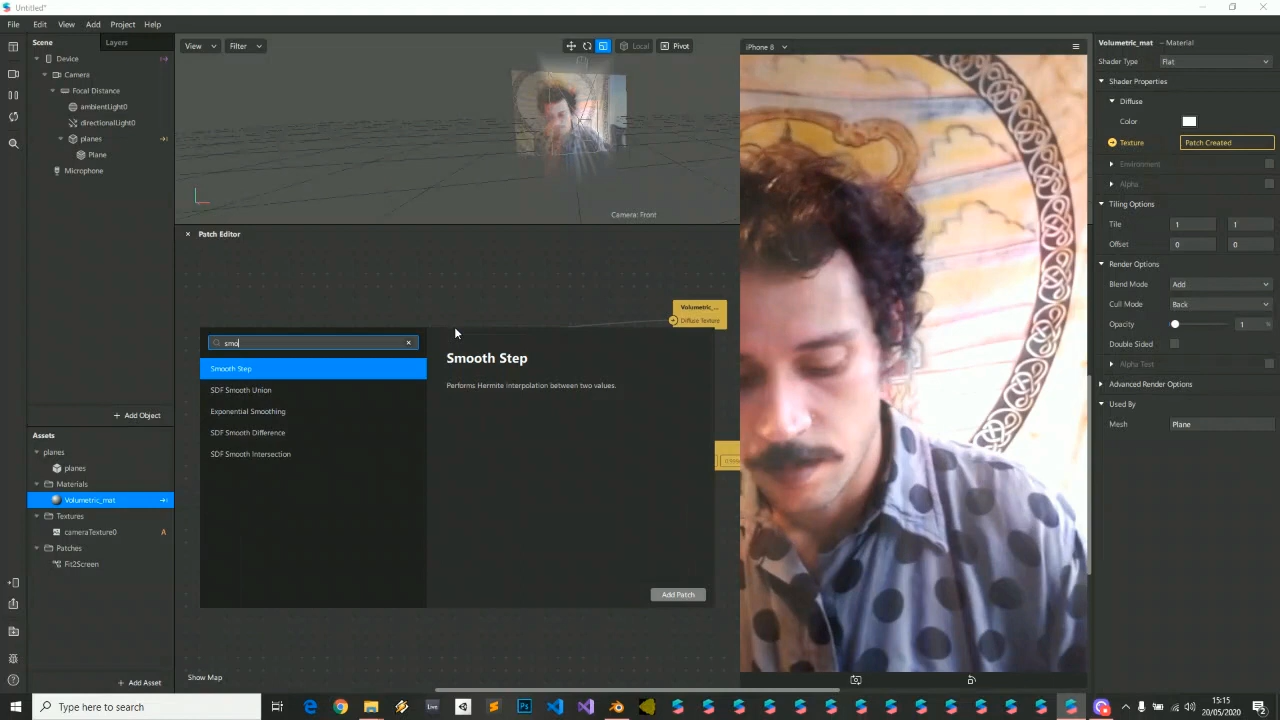 Untitled*
File Edit View Add Project Help
Scene Layers
Device
Camera
Focal Distance
ambientLight0
directionalLight0
planes
Plane
Microphone
+ Add Object
Assets
planes
planes
Materials
Volumetric_mat
Textures
cameraTexture0 A
Patches
Fit2Screen
+ Add Asset
View Filter
Local Pivot
Camera: Front
× Patch Editor
Volumetric_...
Diffuse Texture
smo
Smooth Step
SDF Smooth Union
Exponential Smoothing
SDF Smooth Difference
SDF Smooth Intersection
Smooth Step
Performs Hermite interpolation between two values.
Add Patch
Show Map
iPhone 8
Volumetric_mat – Material
Shader Type Flat
Shader Properties
Diffuse
Color
Texture Patch Created
Environment
Alpha
Tiling Options
Tile 1 1
Offset 0 0
Render Options
Blend Mode Add
Cull Mode Back
Opacity 1 %
Double Sided
Alpha Test
Advanced Render Options
Used By
Mesh Plane
Type here to search
Live
Ps
15:15
20/05/2020
2